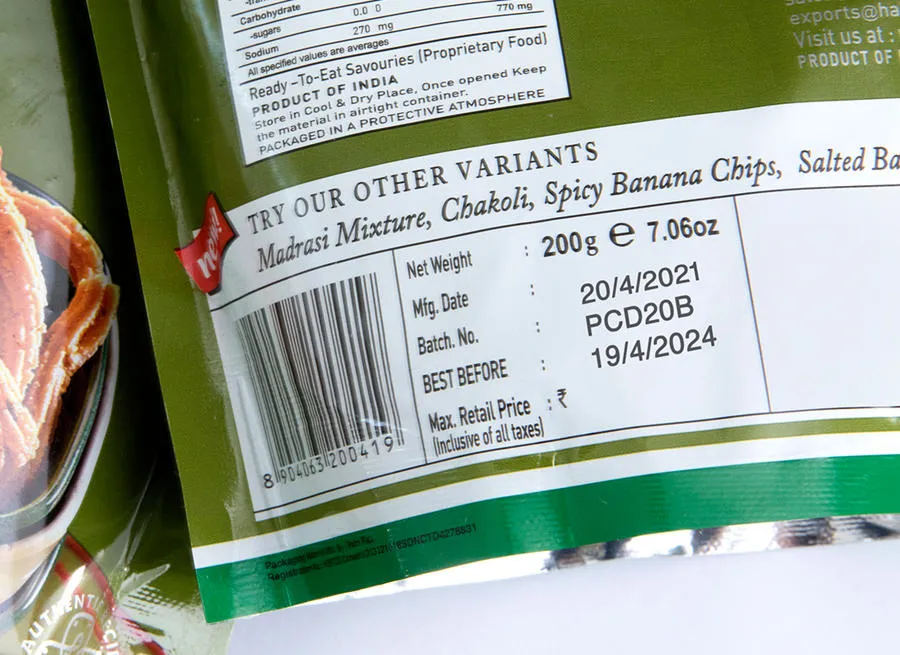 Carbohydrate
-sugars 0.0 0
Sodium 270 mg 770 mg
All specified values are averages
Ready –To-Eat Savouries (Proprietary Food)
PRODUCT OF INDIA
Store in Cool & Dry Place, Once opened Keep
the material in airtight container.
PACKAGED IN A PROTECTIVE ATMOSPHERE
exports@ha
Visit us at :
PRODUCT OF
TRY OUR OTHER VARIANTS
now!
Madrasi Mixture, Chakoli, Spicy Banana Chips, Salted Ba
Net Weight : 200g ℮ 7.06oz
Mfg. Date : 20/4/2021
Batch. No. : PCD20B
BEST BEFORE : 19/4/2024
Max. Retail Price : ₹
(Inclusive of all taxes)
8 904063 200419
AUTHENTI